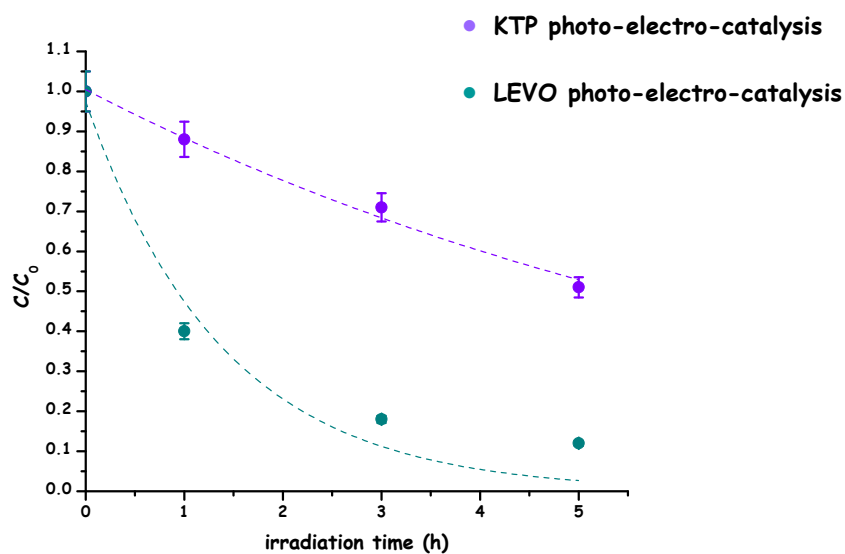 KTP photo-electro-catalysis
LEVO photo-electro-catalysis
1.1
1.0
0.9
0.8
0.7
0.6
0.5
0.4
0.3
0.2
0.1
0.0
C/C₀
0 1 2 3 4 5
irradiation time (h)